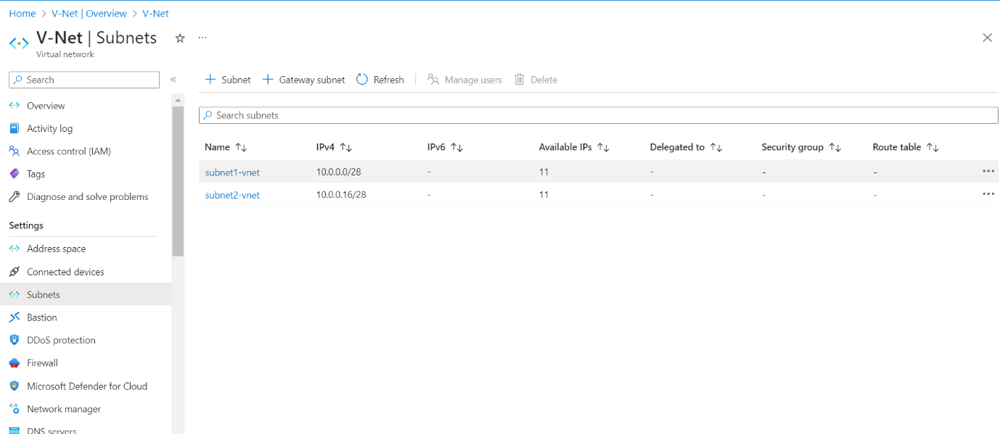 Home > V-Net | Overview > V-Net
V-Net | Subnets
Virtual network
Search
Subnet Gateway subnet Refresh Manage users Delete
Overview
Activity log
Access control (IAM)
Tags
Diagnose and solve problems
Settings
Address space
Connected devices
Subnets
Bastion
DDoS protection
Firewall
Microsoft Defender for Cloud
Network manager
DNS servers
Search subnets
Name IPv4 IPv6 Available IPs Delegated to Security group Route table
subnet1-vnet 10.0.0.0/28 - 11 - - -
subnet2-vnet 10.0.0.16/28 - 11 - - -